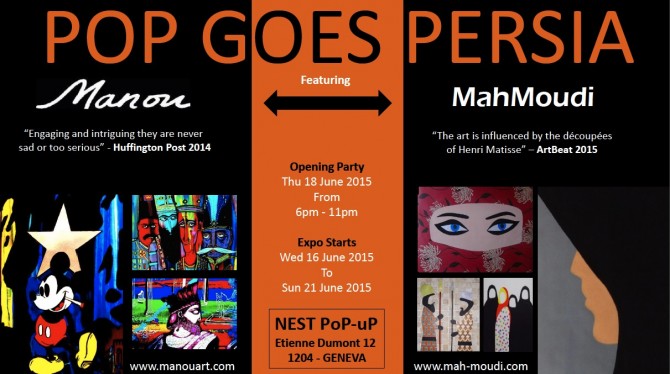 POP GOES PERSIA
Manou
"Engaging and intriguing they are never
sad or too serious" - Huffington Post 2014
www.manouart.com
Featuring
Opening Party
Thu 18 June 2015
From
6pm - 11pm
Expo Starts
Wed 16 June 2015
To
Sun 21 June 2015
NEST PoP-uP
Etienne Dumont 12
1204 - GENEVA
MahMoudi
"The art is influenced by the découpées
of Henri Matisse" – ArtBeat 2015
www.mah-moudi.com